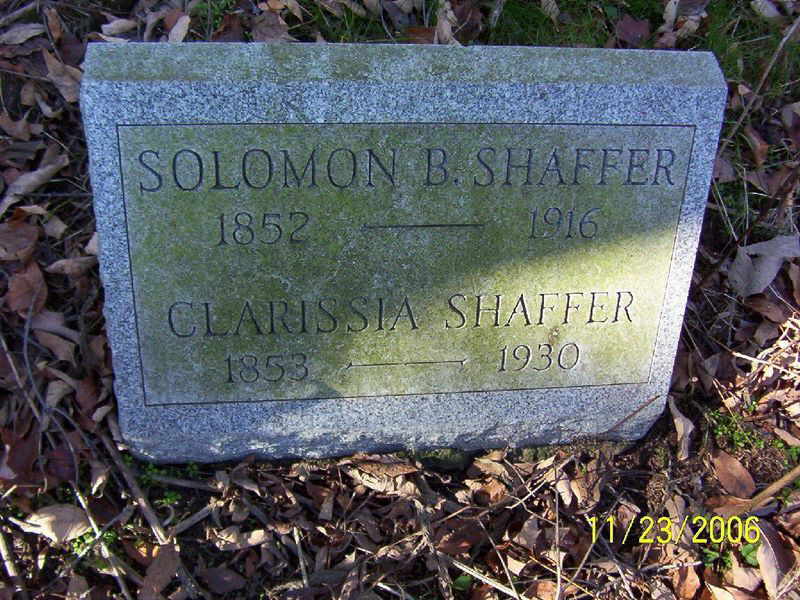 SOLOMON B. SHAFFER
1852 — 1916
CLARISSIA SHAFFER
1853 — 1930
11/23/2006